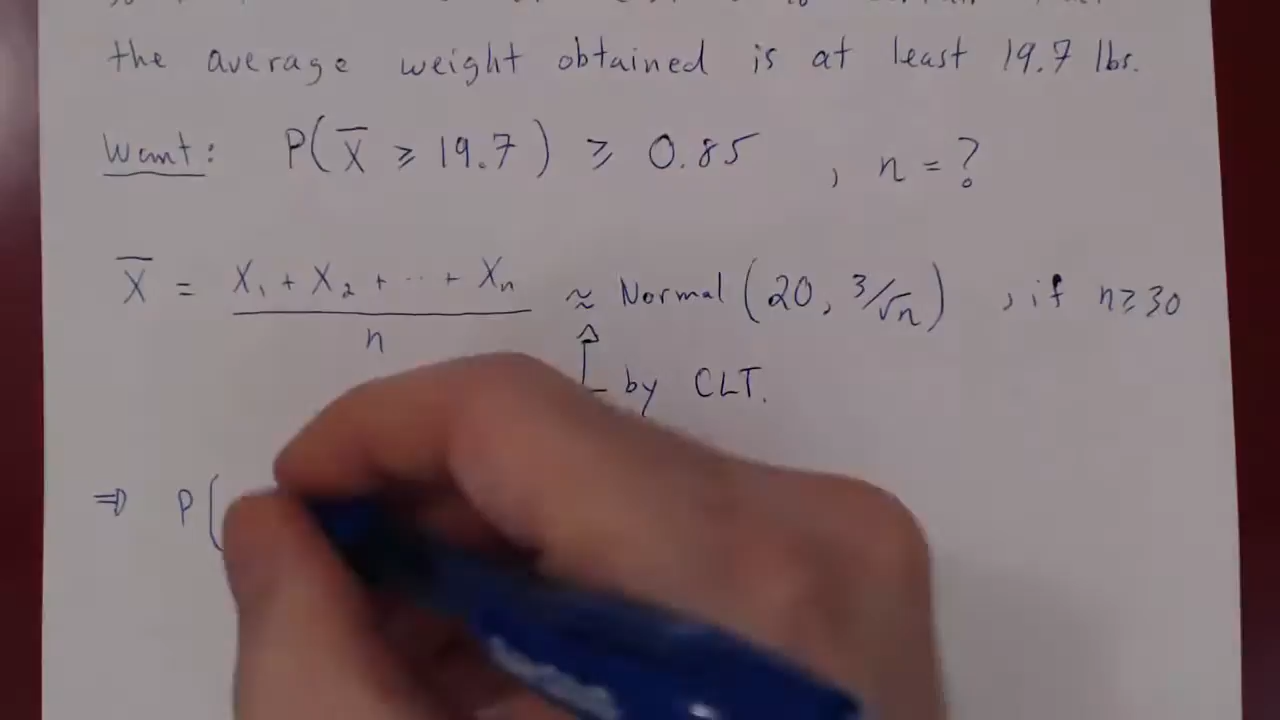 the average weight obtained is at least 19.7 lbs.
Want: P(X̄ ≥ 19.7) ≥ 0.85 , n = ?
X̄ = X₁ + X₂ + ··· + Xₙ / n ≈ Normal (20, 3/√n) , if n ≥ 30
by CLT.
⇒ P(